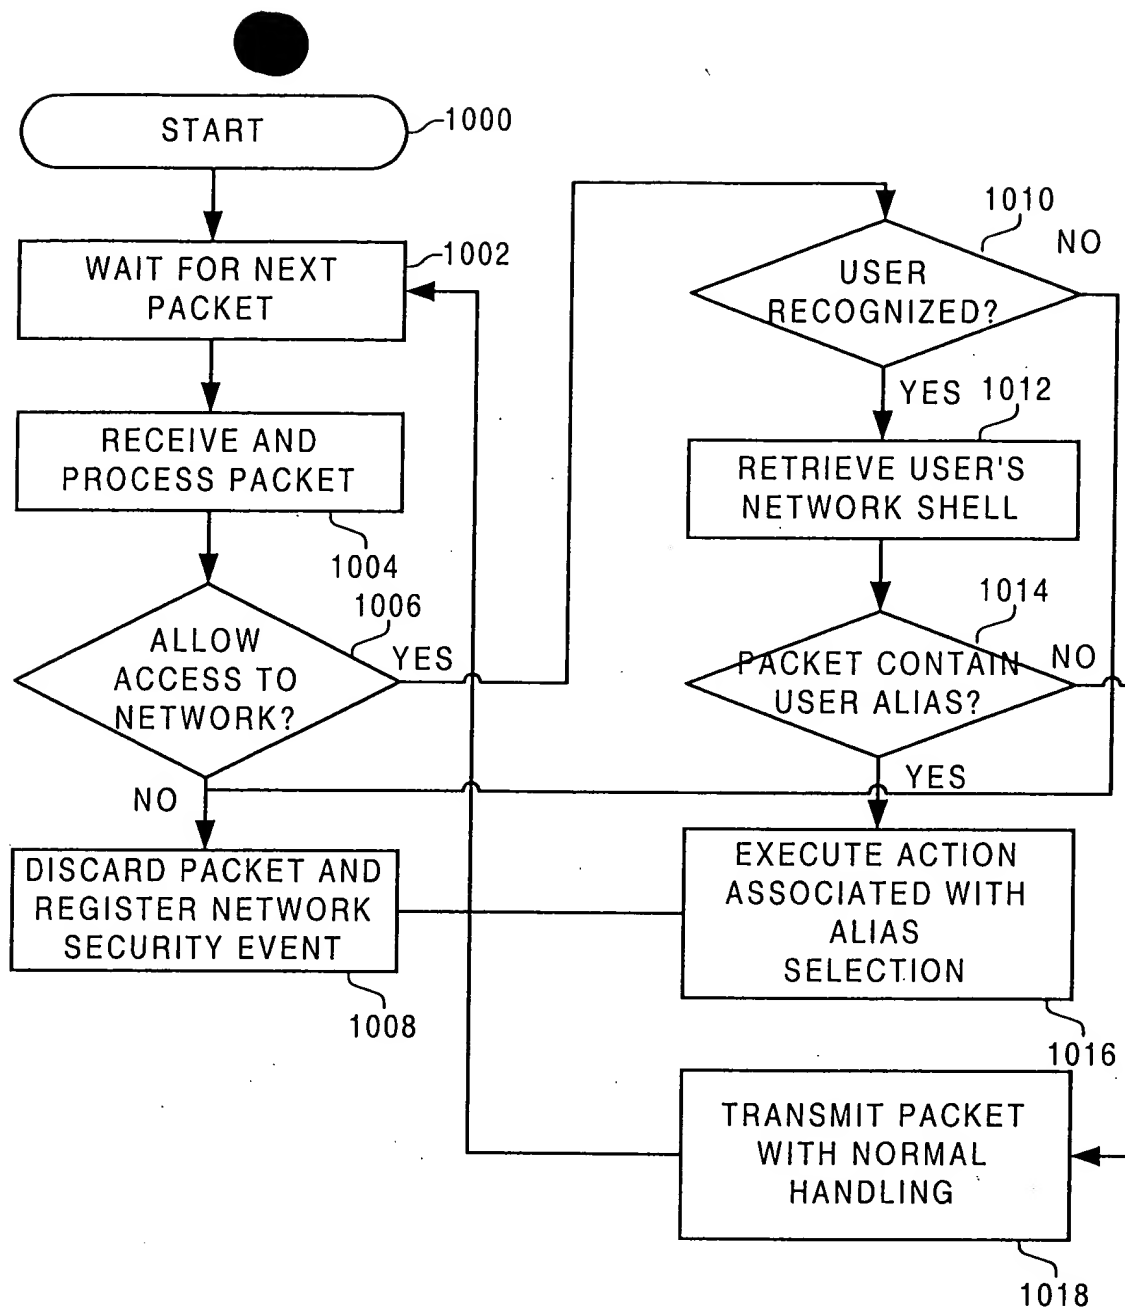 START
1000
WAIT FOR NEXT
PACKET
1002
RECEIVE AND
PROCESS PACKET
1004
ALLOW
ACCESS TO
NETWORK?
1006
YES
NO
DISCARD PACKET AND
REGISTER NETWORK
SECURITY EVENT
1008
USER
RECOGNIZED?
1010
NO
YES
RETRIEVE USER'S
NETWORK SHELL
1012
PACKET CONTAIN
USER ALIAS?
1014
NO
YES
EXECUTE ACTION
ASSOCIATED WITH
ALIAS
SELECTION
1016
TRANSMIT PACKET
WITH NORMAL
HANDLING
1018